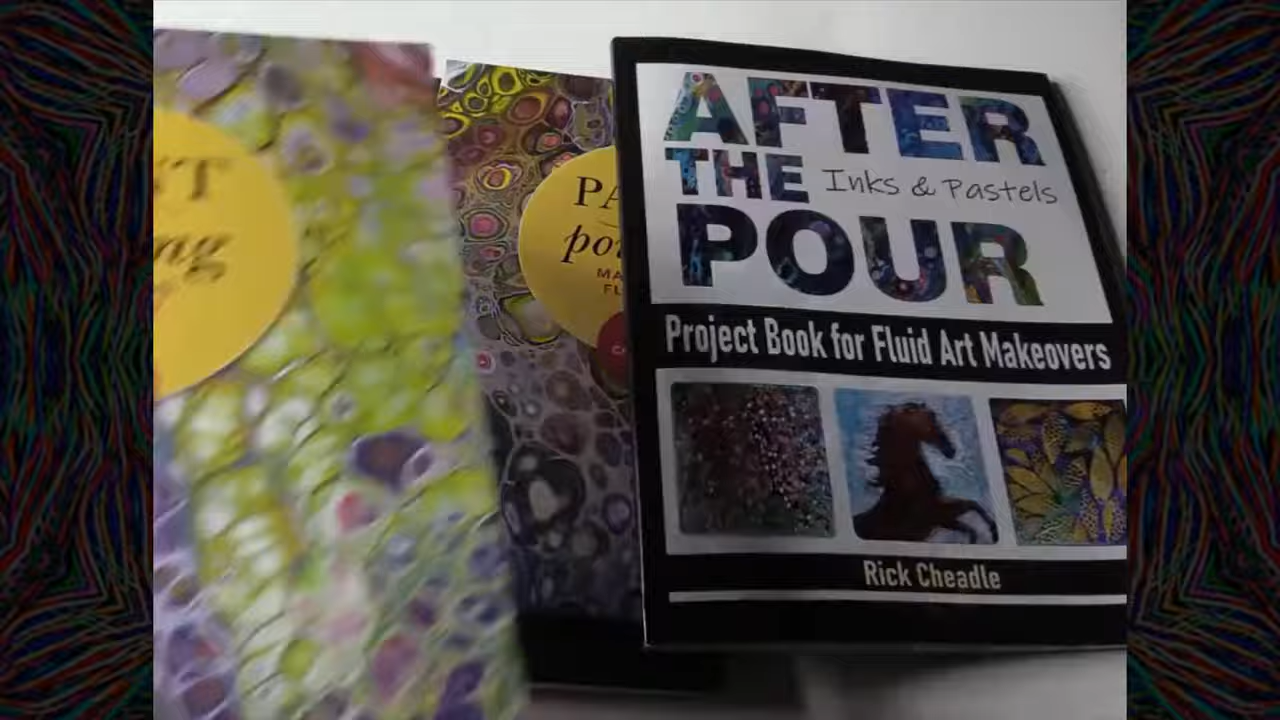 AFTER
THE Inks & Pastels
POUR
Project Book for Fluid Art Makeovers
Rick Cheadle